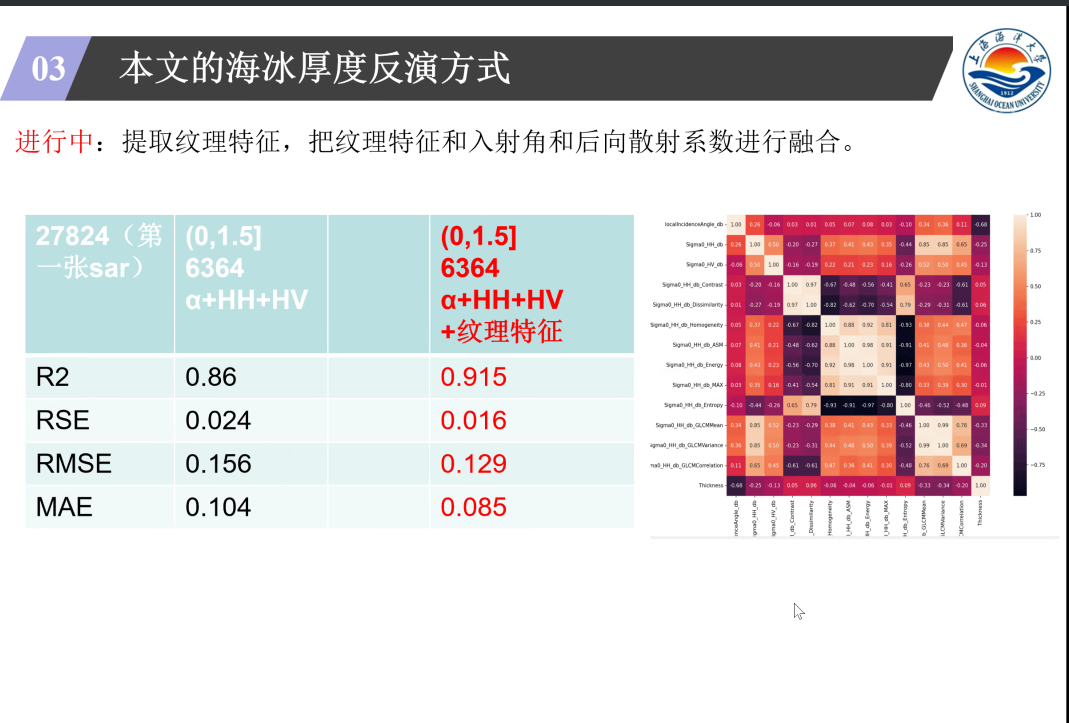 03
本文的海冰厚度反演方式
上海海洋大学
SHANGHAI OCEAN UNIVERSITY
1912
进行中：提取纹理特征，把纹理特征和入射角和后向散射系数进行融合。
27824（第
一张sar）
(0,1.5]
6364
α+HH+HV
(0,1.5]
6364
α+HH+HV
+纹理特征
R2 0.86 0.915
RSE 0.024 0.016
RMSE 0.156 0.129
MAE 0.104 0.085
localIncidenceAngle_db 1.00 0.26 -0.06 0.03 0.01 0.05 0.07 0.08 0.03 -0.10 0.34 0.36 0.11 -0.68
Sigma0_HH_db 0.26 1.00 0.50 -0.20 -0.27 0.37 0.41 0.43 0.35 -0.44 0.85 0.85 0.65 -0.25
Sigma0_HV_db -0.06 0.50 1.00 -0.16 -0.19 0.22 0.21 0.23 0.16 -0.26 0.52 0.50 0.45 -0.13
Sigma0_HH_db_Contrast 0.03 -0.20 -0.16 1.00 0.97 -0.67 -0.48 -0.56 -0.41 0.65 -0.23 -0.23 -0.61 0.05
Sigma0_HH_db_Dissimilarity 0.01 -0.27 -0.19 0.97 1.00 -0.82 -0.62 -0.70 -0.54 0.79 -0.29 -0.31 -0.61 0.06
Sigma0_HH_db_Homogeneity 0.05 0.37 0.22 -0.67 -0.82 1.00 0.88 0.92 0.81 -0.93 0.38 0.44 0.47 -0.06
Sigma0_HH_db_ASM 0.07 0.41 0.21 -0.48 -0.62 0.88 1.00 0.98 0.91 -0.91 0.41 0.48 0.36 -0.04
Sigma0_HH_db_Energy 0.08 0.43 0.23 -0.56 -0.70 0.92 0.98 1.00 0.91 -0.97 0.43 0.50 0.41 -0.06
Sigma0_HH_db_MAX 0.03 0.35 0.16 -0.41 -0.54 0.81 0.91 0.91 1.00 -0.80 0.33 0.39 0.30 -0.01
Sigma0_HH_db_Entropy -0.10 -0.44 -0.26 0.65 0.79 -0.93 -0.91 -0.97 -0.80 1.00 -0.46 -0.52 -0.48 0.09
Sigma0_HH_db_GLCMMean 0.34 0.85 0.52 -0.23 -0.29 0.38 0.41 0.43 0.33 -0.46 1.00 0.99 0.76 -0.33
igma0_HH_db_GLCMVariance 0.36 0.85 0.50 -0.23 -0.31 0.44 0.48 0.50 0.39 -0.52 0.99 1.00 0.69 -0.34
ma0_HH_db_GLCMCorrelation 0.11 0.65 0.45 -0.61 -0.61 0.47 0.36 0.41 0.30 -0.48 0.76 0.69 1.00 -0.20
Thickness -0.68 -0.25 -0.13 0.05 0.06 -0.06 -0.04 -0.06 -0.01 0.09 -0.33 -0.34 -0.20 1.00
nceAngle_db
igma0_HH_db
igma0_HV_db
l_db_Contrast
_Dissimilarity
Homogeneity
l_HH_db_ASM
HH_db_Energy
l_HH_db_MAX
H_db_Entropy
b_GLCMMean
LCMVariance
CMCorrelation
Thickness
1.00
0.75
0.50
0.25
0.00
−0.25
−0.50
−0.75